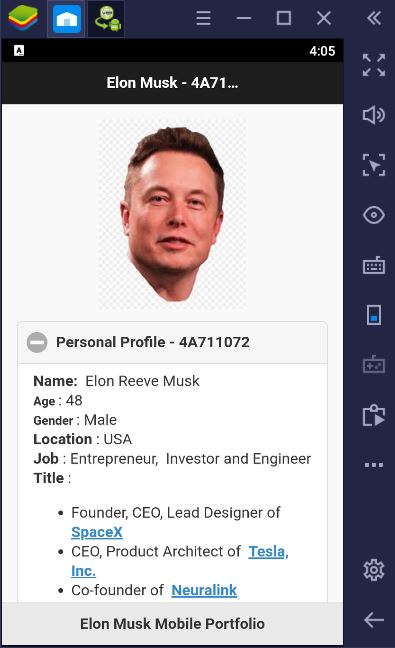 4:05
Elon Musk - 4A71...
Personal Profile - 4A711072
Name: Elon Reeve Musk
Age : 48
Gender : Male
Location : USA
Job : Entrepreneur, Investor and Engineer
Title :
Founder, CEO, Lead Designer of
SpaceX
CEO, Product Architect of Tesla,
Inc.
Co-founder of Neuralink
Elon Musk Mobile Portfolio